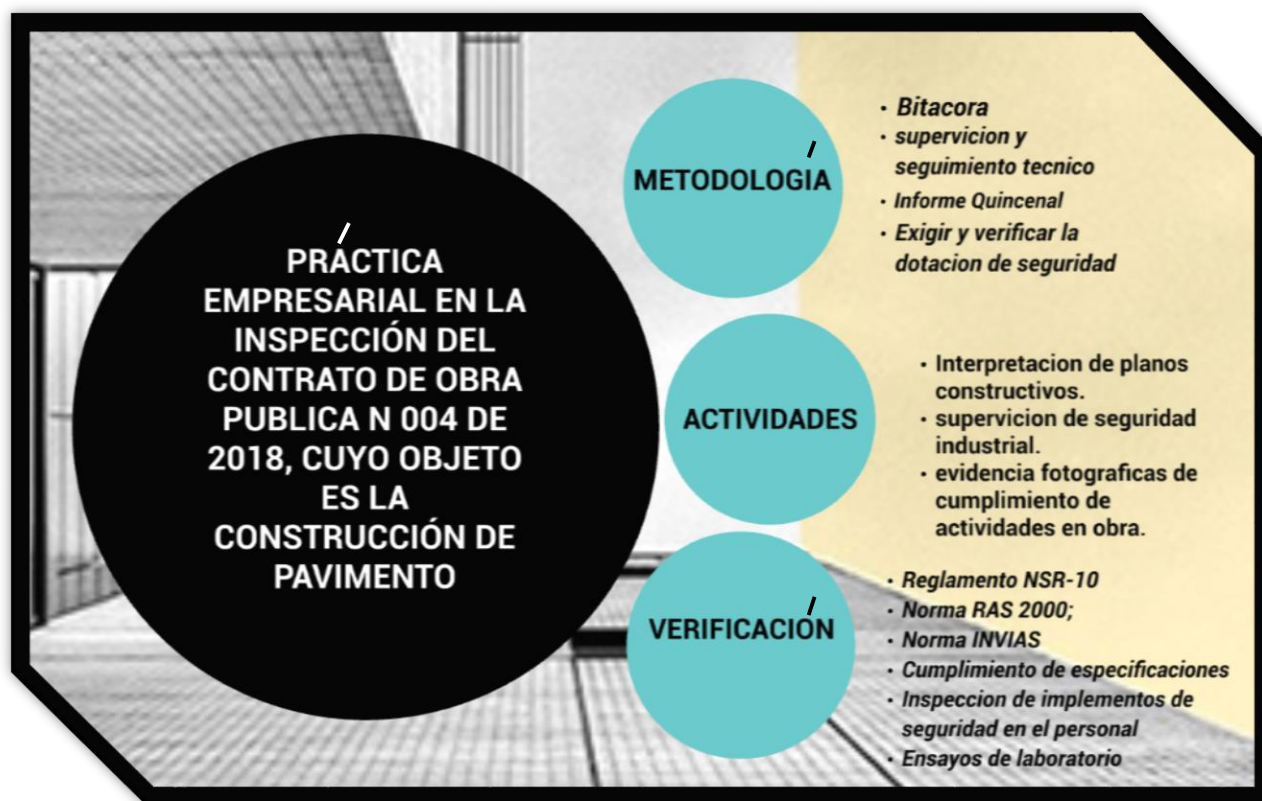 PRÁCTICA
EMPRESARIAL EN LA
INSPECCIÓN DEL
CONTRATO DE OBRA
PUBLICA N 004 DE
2018, CUYO OBJETO
ES LA
CONSTRUCCIÓN DE
PAVIMENTO
METODOLOGÍA
• Bitacora
• supervicion y
seguimiento tecnico
• Informe Quincenal
• Exigir y verificar la
dotacion de seguridad
ACTIVIDADES
• Interpretacion de planos
constructivos.
• supervicion de seguridad
industrial.
• evidencia fotograficas de
cumplimiento de
actividades en obra.
VERIFICACIÓN
• Reglamento NSR-10
• Norma RAS 2000;
• Norma INVIAS
• Cumplimiento de especificaciones
• Inspeccion de implementos de
seguridad en el personal
• Ensayos de laboratorio